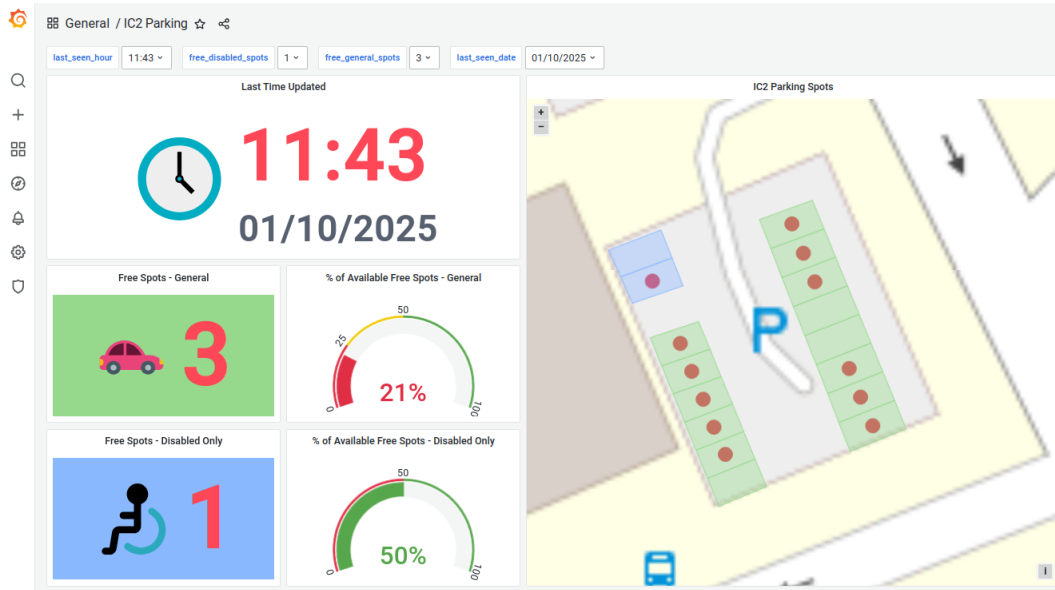 General / IC2 Parking
last_seen_hour 11:43 free_disabled_spots 1 free_general_spots 3 last_seen_date 01/10/2025
Last Time Updated
11:43
01/10/2025
IC2 Parking Spots
+
−
P
Free Spots - General
3
% of Available Free Spots - General
0
25
50
100
21%
Free Spots - Disabled Only
1
% of Available Free Spots - Disabled Only
0
50
100
50%
i